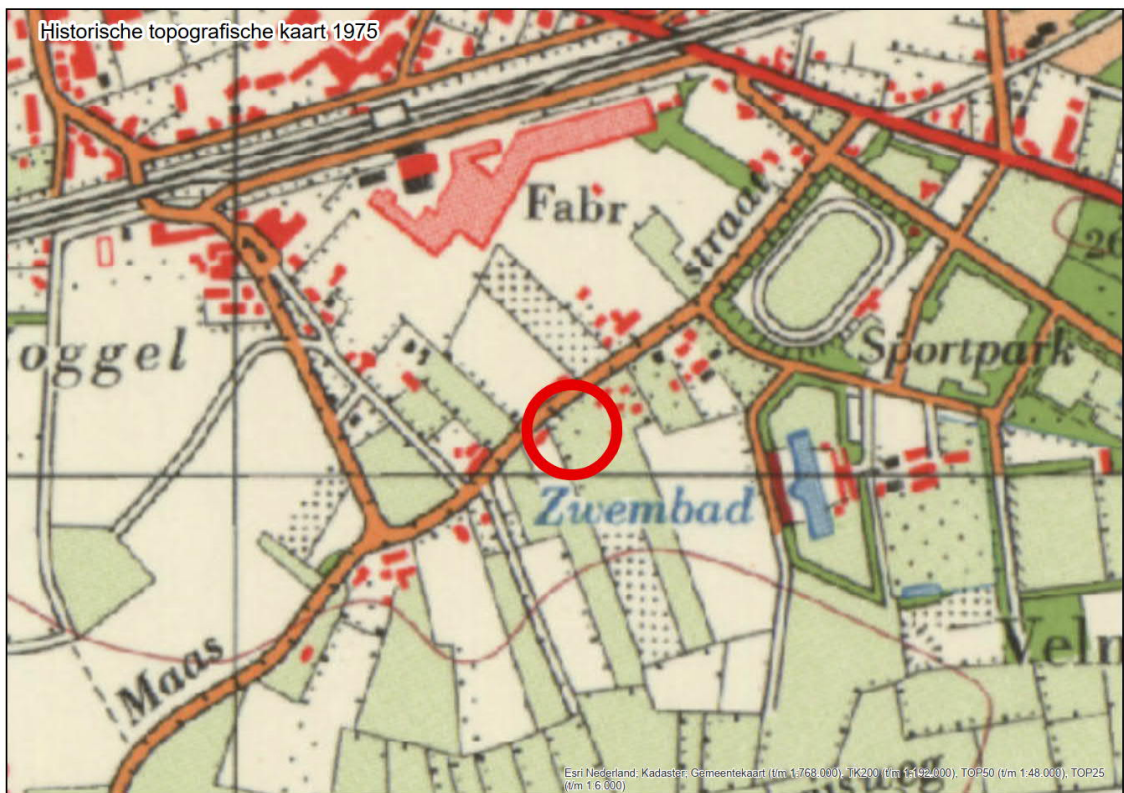 Historische topografische kaart 1975
Fabr
straat
26
oggel
Sportpark
Zwembad
Maas
Veln
Esri Nederland, Kadaster, Gemeentekaart (t/m 1:768.000), TK200 (t/m 1:192.000), TOP50 (t/m 1:48.000), TOP25
(t/m 1:6.000)